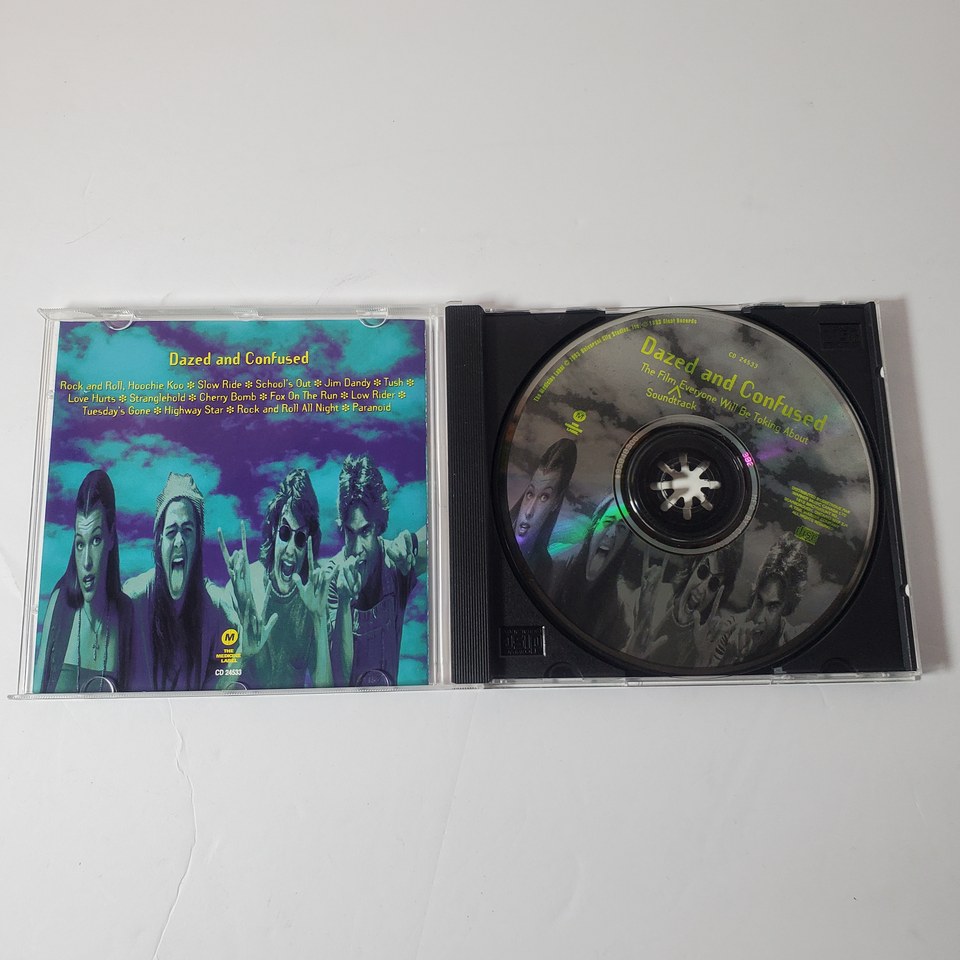 Dazed and Confused
Rock and Roll, Hoochie Koo ✽ Slow Ride ✽ School's Out ✽ Jim Dandy ✽ Tush ✽
Love Hurts ✽ Stranglehold ✽ Cherry Bomb ✽ Fox On The Run ✽ Low Rider ✽
Tuesday's Gone ✽ Highway Star ✽ Rock and Roll All Night ✽ Paranoid
M
THE
MEDICINE
LABEL
CD 24533
CD 24533
Dazed and Confused
The Film Everyone Will Be Toking About
Soundtrack